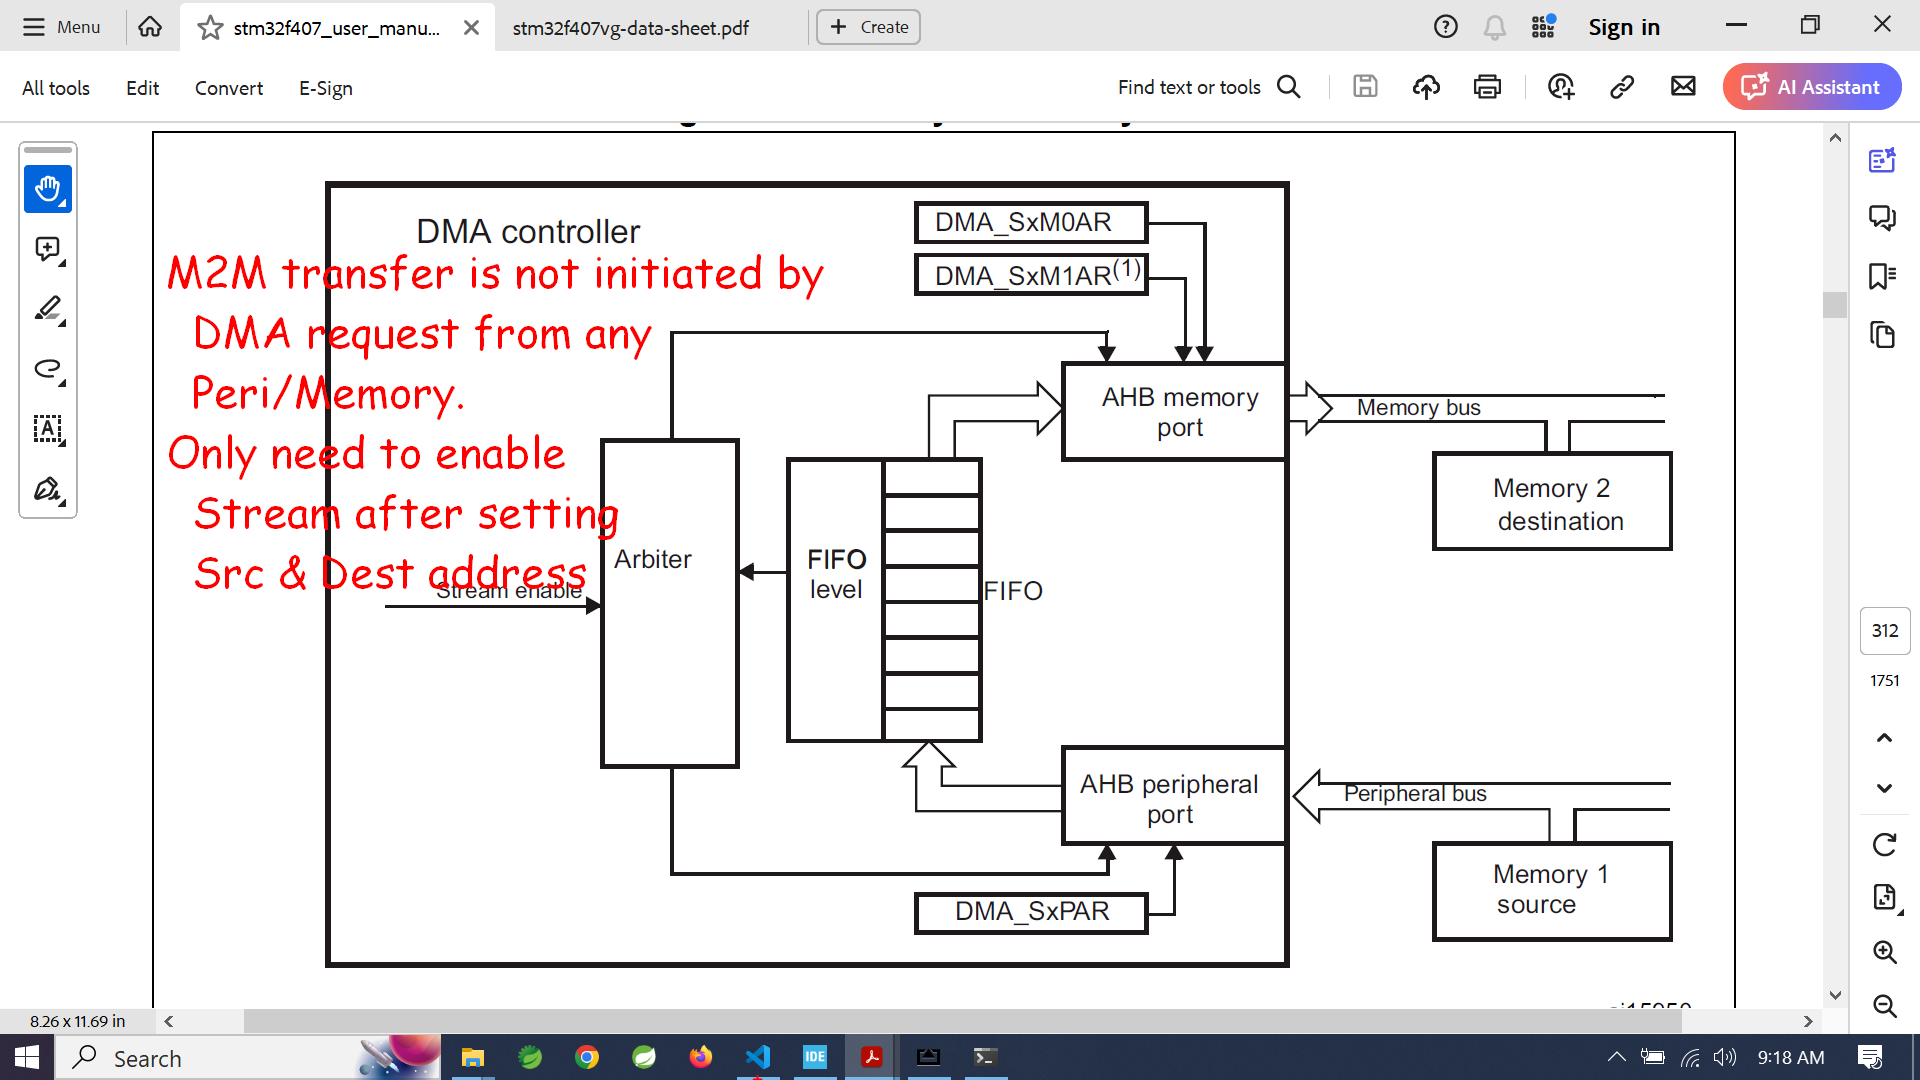 Menu
stm32f407_user_manu...
stm32f407vg-data-sheet.pdf
Create
Sign in
All tools
Edit
Convert
E-Sign
Find text or tools
AI Assistant
DMA controller
M2M transfer is not initiated by
DMA request from any
Peri/Memory.
Only need to enable
Stream after setting
Src & Dest address
Stream enable
Arbiter
FIFO
level
FIFO
DMA_SxM0AR
DMA_SxM1AR(1)
AHB memory
port
Memory bus
Memory 2
destination
AHB peripheral
port
Peripheral bus
Memory 1
source
DMA_SxPAR
312
1751
8.26 x 11.69 in
Search
IDE
9:18 AM